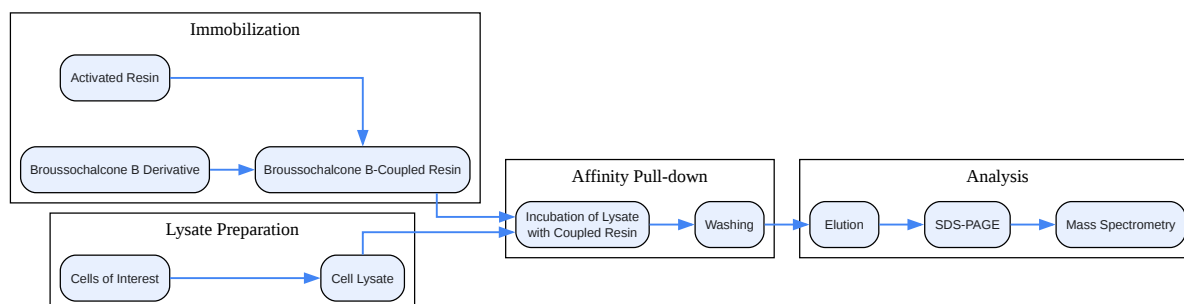 Immobilization
Activated Resin
Broussochalcone B Derivative
Broussochalcone B-Coupled Resin
Lysate Preparation
Cells of Interest
Cell Lysate
Affinity Pull-down
Incubation of Lysate
with Coupled Resin
Washing
Analysis
Elution
SDS-PAGE
Mass Spectrometry